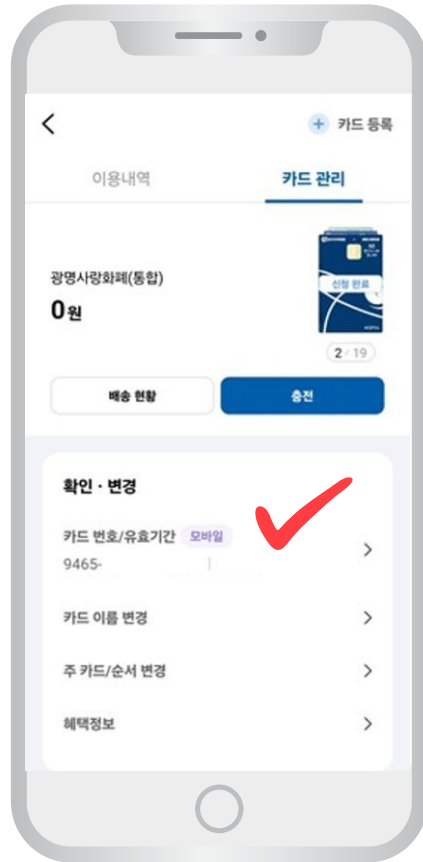 카드 등록
이용내역 카드 관리
광명사랑화폐(통합)
0원
신청 완료
2 / 19
배송 현황 충전
확인 · 변경
카드 번호/유효기간 모바일
9465-
카드 이름 변경
주 카드/순서 변경
혜택정보